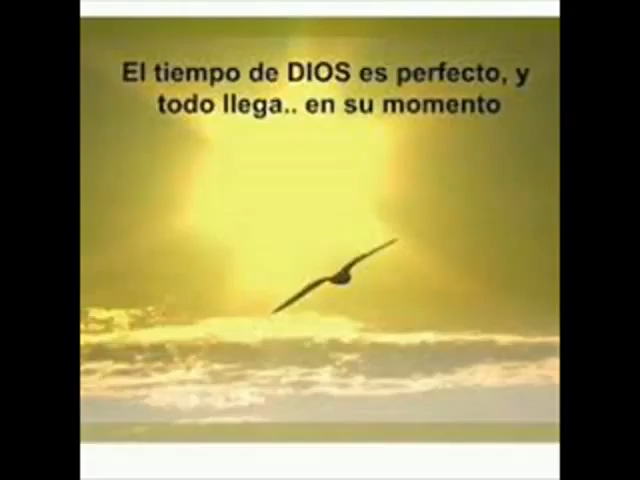 El tiempo de DIOS es perfecto, y
todo llega.. en su momento